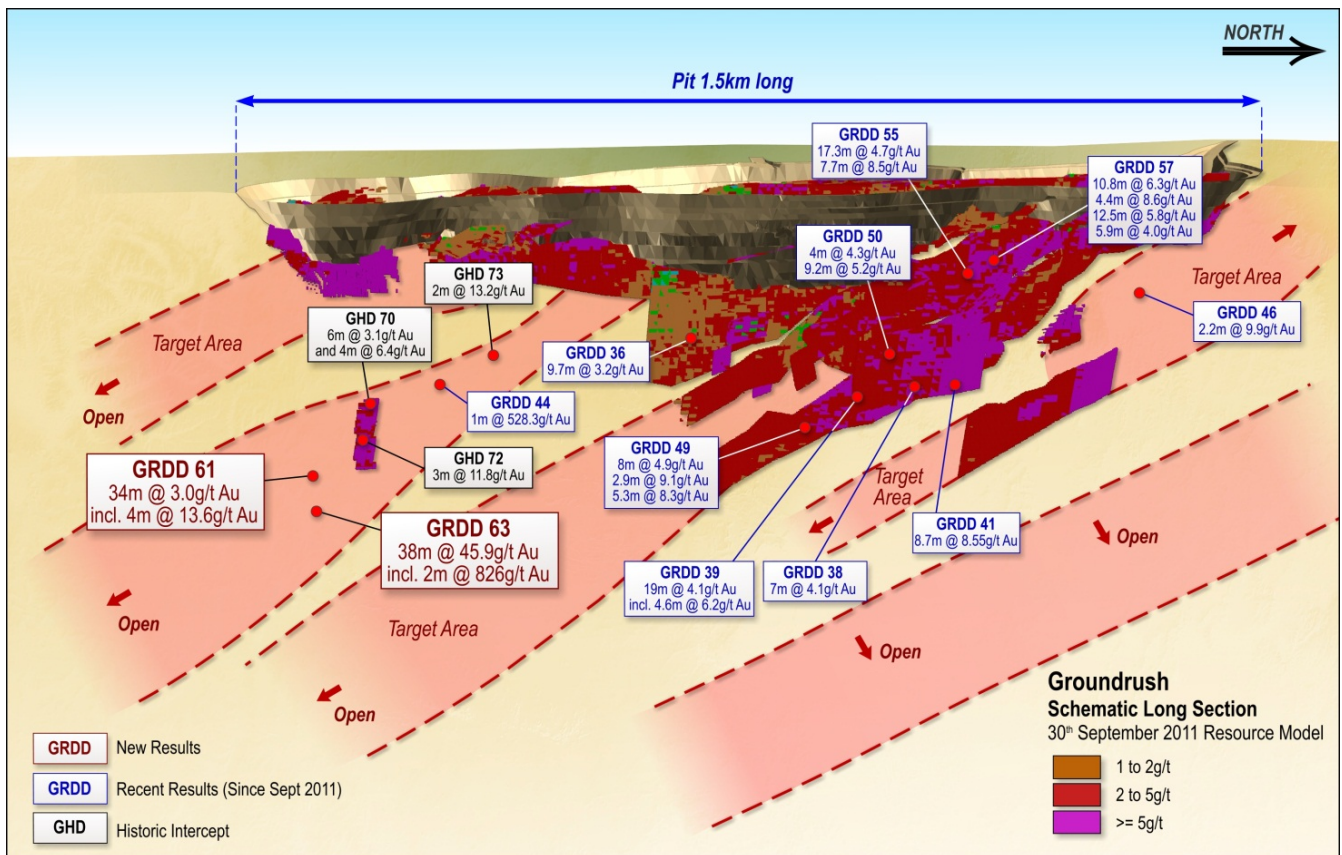 NORTH
Pit 1.5km long
GRDD 55
17.3m @ 4.7g/t Au
7.7m @ 8.5g/t Au
GRDD 57
10.8m @ 6.3g/t Au
4.4m @ 8.6g/t Au
12.5m @ 5.8g/t Au
5.9m @ 4.0g/t Au
GRDD 50
4m @ 4.3g/t Au
9.2m @ 5.2g/t Au
GHD 73
2m @ 13.2g/t Au
Target Area
GRDD 46
2.2m @ 9.9g/t Au
GHD 70
6m @ 3.1g/t Au
and 4m @ 6.4g/t Au
Target Area
GRDD 36
9.7m @ 3.2g/t Au
Open
GRDD 44
1m @ 528.3g/t Au
GHD 72
3m @ 11.8g/t Au
GRDD 49
8m @ 4.9g/t Au
2.9m @ 9.1g/t Au
5.3m @ 8.3g/t Au
Target
Area
GRDD 61
34m @ 3.0g/t Au
incl. 4m @ 13.6g/t Au
GRDD 63
38m @ 45.9g/t Au
incl. 2m @ 826g/t Au
GRDD 41
8.7m @ 8.55g/t Au
Open
GRDD 39
19m @ 4.1g/t Au
incl. 4.6m @ 6.2g/t Au
GRDD 38
7m @ 4.1g/t Au
Open
Target Area
Open
Open
Groundrush
Schematic Long Section
30th September 2011 Resource Model
1 to 2g/t
2 to 5g/t
>= 5g/t
GRDD New Results
GRDD Recent Results (Since Sept 2011)
GHD Historic Intercept